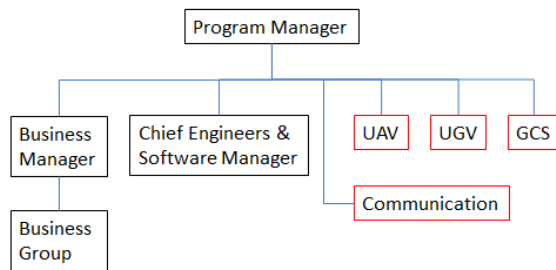 Program Manager
Business
Manager
Chief Engineers &
Software Manager
UAV
UGV
GCS
Communication
Business
Group